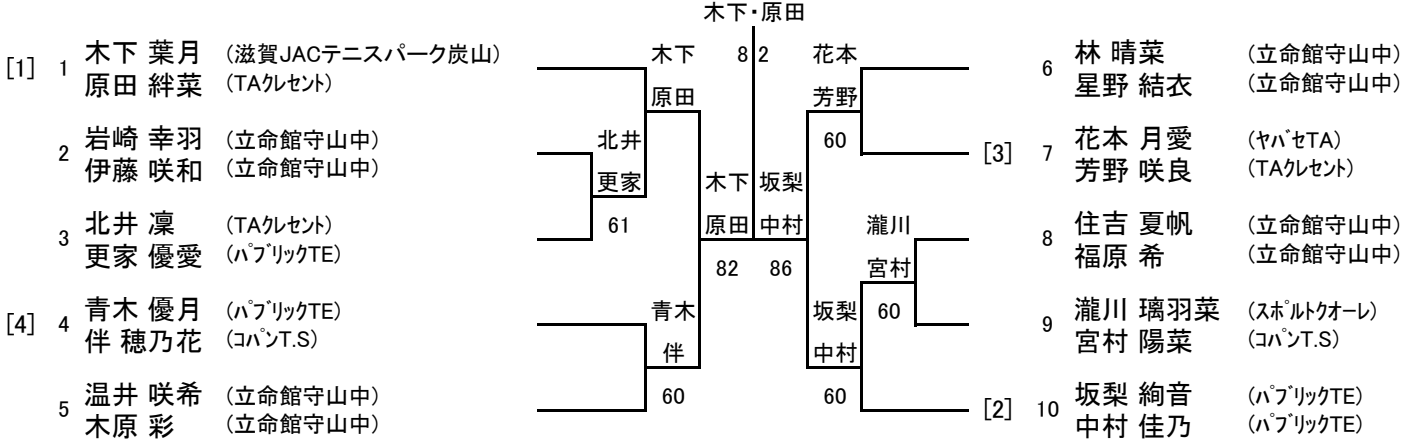 木下・原田
8 2
[1] 1 木下 葉月 (滋賀JACテニスパーク炭山)
原田 絆菜 (TAクレセント)
2 岩崎 幸羽 (立命館守山中)
伊藤 咲和 (立命館守山中)
3 北井 凜 (TAクレセント)
更家 優愛 (パブリックTE)
[4] 4 青木 優月 (パブリックTE)
伴 穂乃花 (コパンT.S)
5 温井 咲希 (立命館守山中)
木原 彩 (立命館守山中)
木下
原田
北井
更家
61
青木
伴
60
木下
原田
82
坂梨
中村
86
花本
芳野
60
瀧川
宮村
60
坂梨
中村
60
6 林 晴菜 (立命館守山中)
星野 結衣 (立命館守山中)
[3] 7 花本 月愛 (ヤバセTA)
芳野 咲良 (TAクレセント)
8 住吉 夏帆 (立命館守山中)
福原 希 (立命館守山中)
9 瀧川 璃羽菜 (スポルトクオーレ)
宮村 陽菜 (コパンT.S)
[2] 10 坂梨 絢音 (パブリックTE)
中村 佳乃 (パブリックTE)